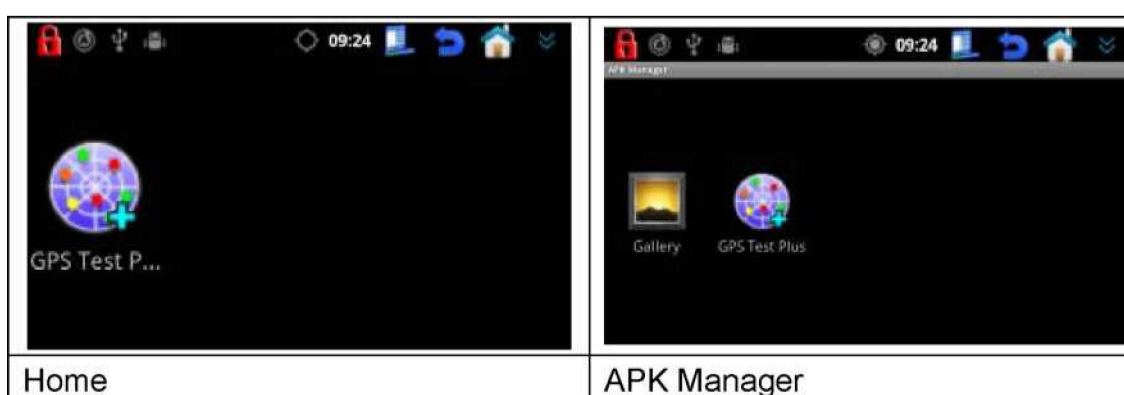 09:24
GPS Test P...
Home
09:24
APK Manager
Gallery
GPS Test Plus
APK Manager